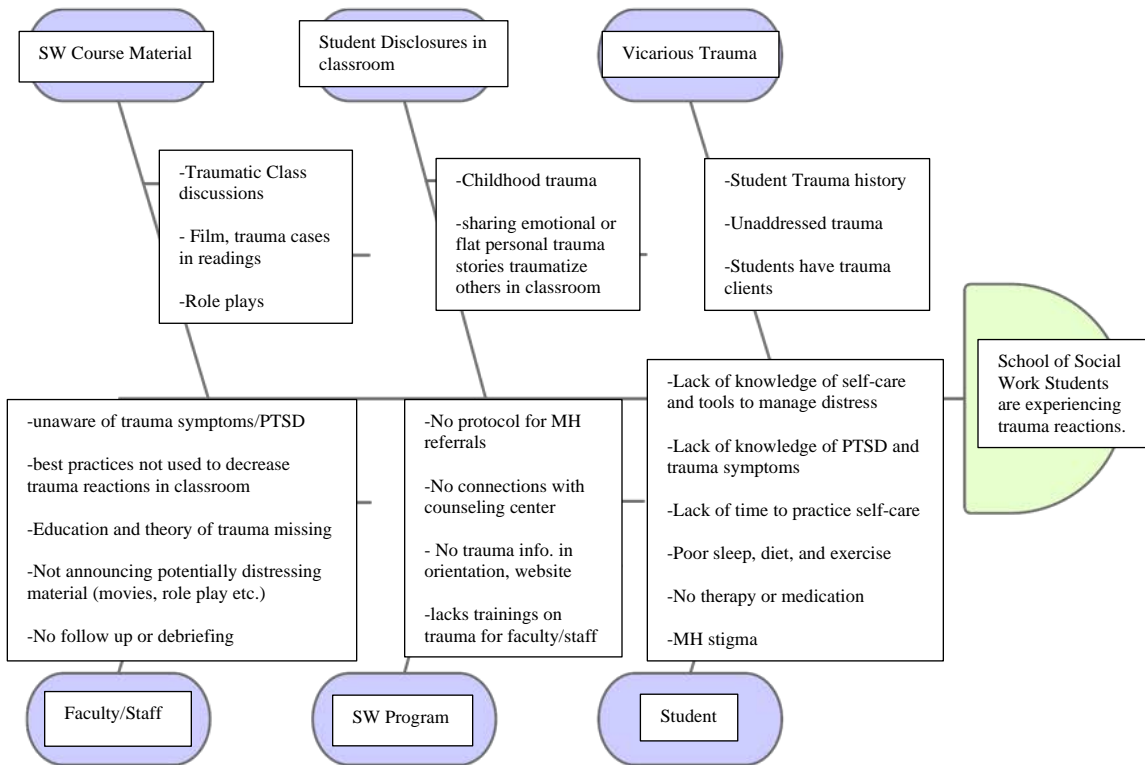 SW Course Material
Student Disclosures in
classroom
Vicarious Trauma
-Traumatic Class
discussions
- Film, trauma cases
in readings
-Role plays
-Childhood trauma
-sharing emotional or
flat personal trauma
stories traumatize
others in classroom
-Student Trauma history
-Unaddressed trauma
-Students have trauma
clients
School of Social
Work Students
are experiencing
trauma reactions.
-unaware of trauma symptoms/PTSD
-best practices not used to decrease
trauma reactions in classroom
-Education and theory of trauma missing
-Not announcing potentially distressing
material (movies, role play etc.)
-No follow up or debriefing
-No protocol for MH
referrals
-No connections with
counseling center
- No trauma info. in
orientation, website
-lacks trainings on
trauma for faculty/staff
-Lack of knowledge of self-care
and tools to manage distress
-Lack of knowledge of PTSD and
trauma symptoms
-Lack of time to practice self-care
-Poor sleep, diet, and exercise
-No therapy or medication
-MH stigma
Faculty/Staff
SW Program
Student